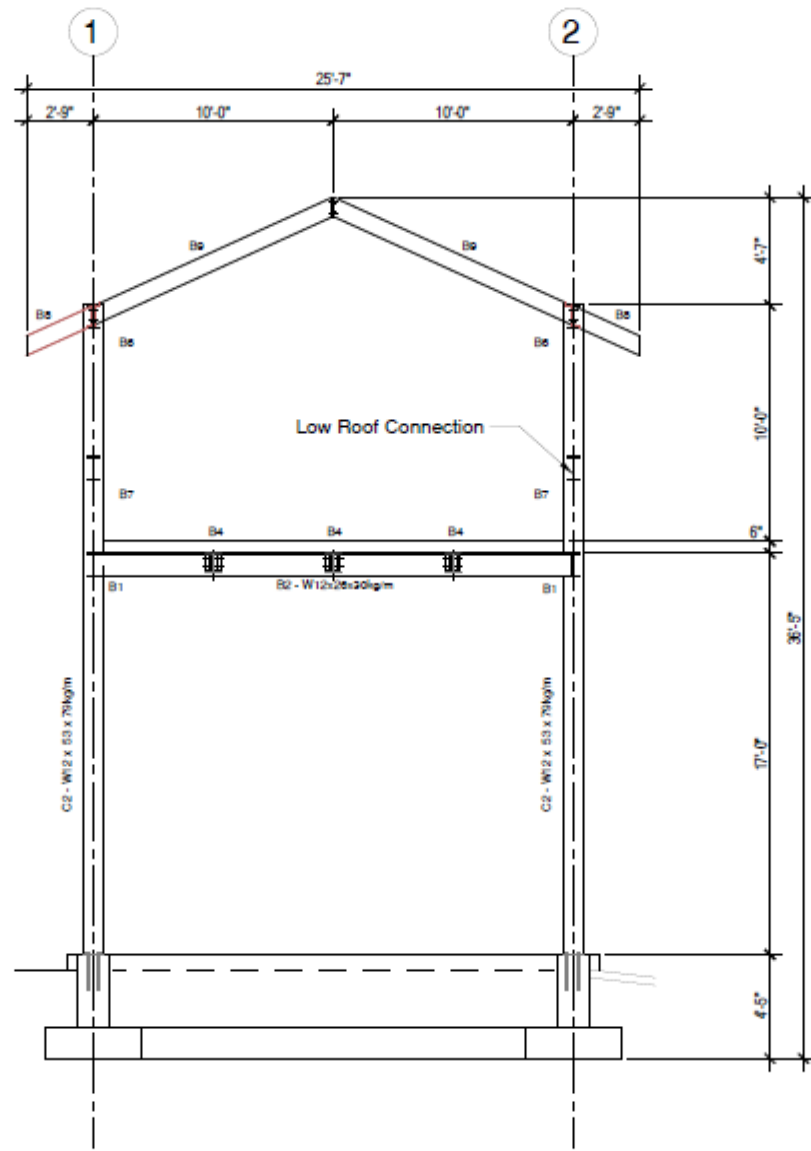 1
2
25'-7"
2'-9"
10'-0"
10'-0"
2'-9"
B9
B9
4'-7"
B8
B8
B6
B6
Low Roof Connection
10'-0"
B7
B7
B4
B4
B4
6"
B1
B2 - W12x26x30kg/m
B1
36'-5"
C2 - W12 x 53 x 79kg/m
C2 - W12 x 53 x 79kg/m
17'-0"
4'-5"